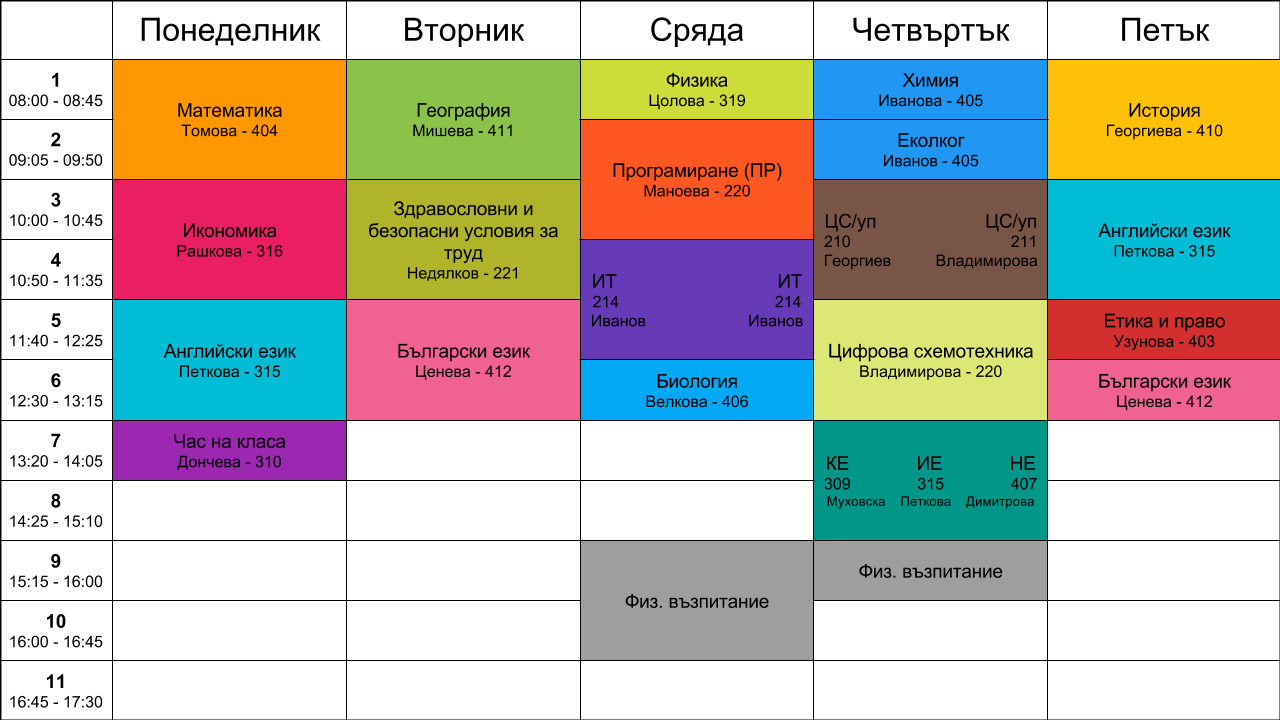 Понеделник Вторник Сряда Четвъртък Петък
1
08:00 - 08:45
2
09:05 - 09:50
3
10:00 - 10:45
4
10:50 - 11:35
5
11:40 - 12:25
6
12:30 - 13:15
7
13:20 - 14:05
8
14:25 - 15:10
9
15:15 - 16:00
10
16:00 - 16:45
11
16:45 - 17:30
Математика
Томова - 404
Икономика
Рашкова - 316
Английски език
Петкова - 315
Час на класа
Дончева - 310
География
Мишева - 411
Здравословни и
безопасни условия за
труд
Недялков - 221
Български език
Ценева - 412
Физика
Цолова - 319
Програмиране (ПР)
Маноева - 220
ИТ ИТ
214 214
Иванов Иванов
Биология
Велкова - 406
Физ. възпитание
Химия
Иванова - 405
Еколког
Иванов - 405
ЦС/уп ЦС/уп
210 211
Георгиев Владимирова
Цифрова схемотехника
Владимирова - 220
КЕ ИЕ НЕ
309 315 407
Муховска Петкова Димитрова
Физ. възпитание
История
Георгиева - 410
Английски език
Петкова - 315
Етика и право
Узунова - 403
Български език
Ценева - 412